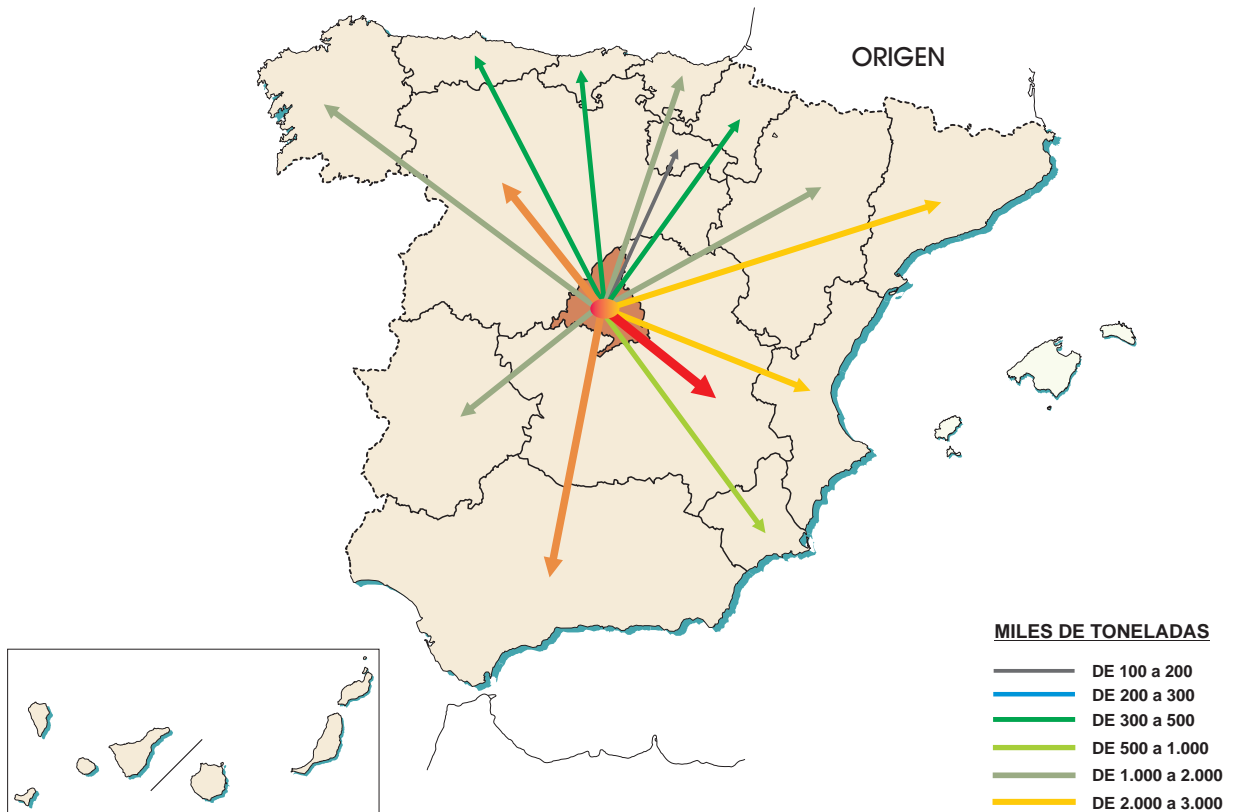 ORIGEN
MILES DE TONELADAS
DE 100 a 200
DE 200 a 300
DE 300 a 500
DE 500 a 1.000
DE 1.000 a 2.000
DE 2.000 a 3.000